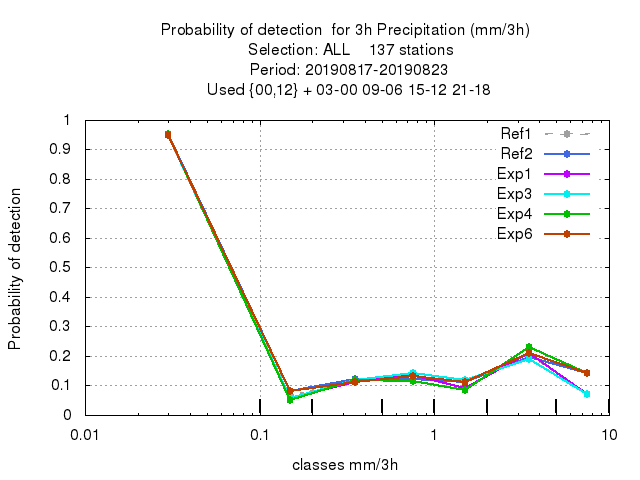 Probability of detection  for 3h Precipitation (mm/3h)
Selection: ALL    137 stations
Period: 20190817-20190823
Used {00,12} + 03-00 09-06 15-12 21-18
Probability of detection
1
0.9
0.8
0.7
0.6
0.5
0.4
0.3
0.2
0.1
0
Ref1
Ref2
Exp1
Exp3
Exp4
Exp6
0.01 0.1 1 10
classes mm/3h